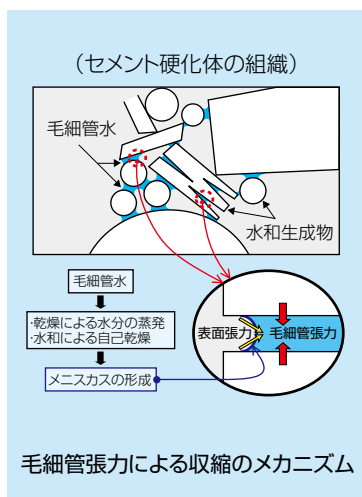 （セメント硬化体の組織）
毛細管水
水和生成物
毛細管水
・乾燥による水分の蒸発
・水和による自己乾燥
メニスカスの形成
表面張力
毛細管張力
毛細管張力による収縮のメカニズム